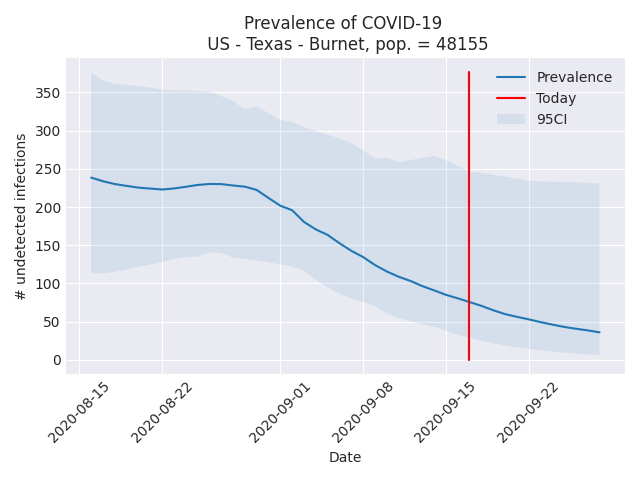 Prevalence of COVID-19
US - Texas - Burnet, pop. = 48155
Prevalence
Today
95CI
# undetected infections
350
300
250
200
150
100
50
0
2020-08-15
2020-08-22
2020-09-01
2020-09-08
2020-09-15
2020-09-22
Date